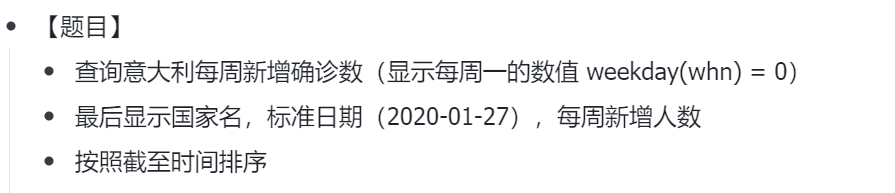 【题目】
查询意大利每周新增确诊数（显示每周一的数值 weekday(whn) = 0）
最后显示国家名，标准日期（2020-01-27），每周新增人数
按照截至时间排序